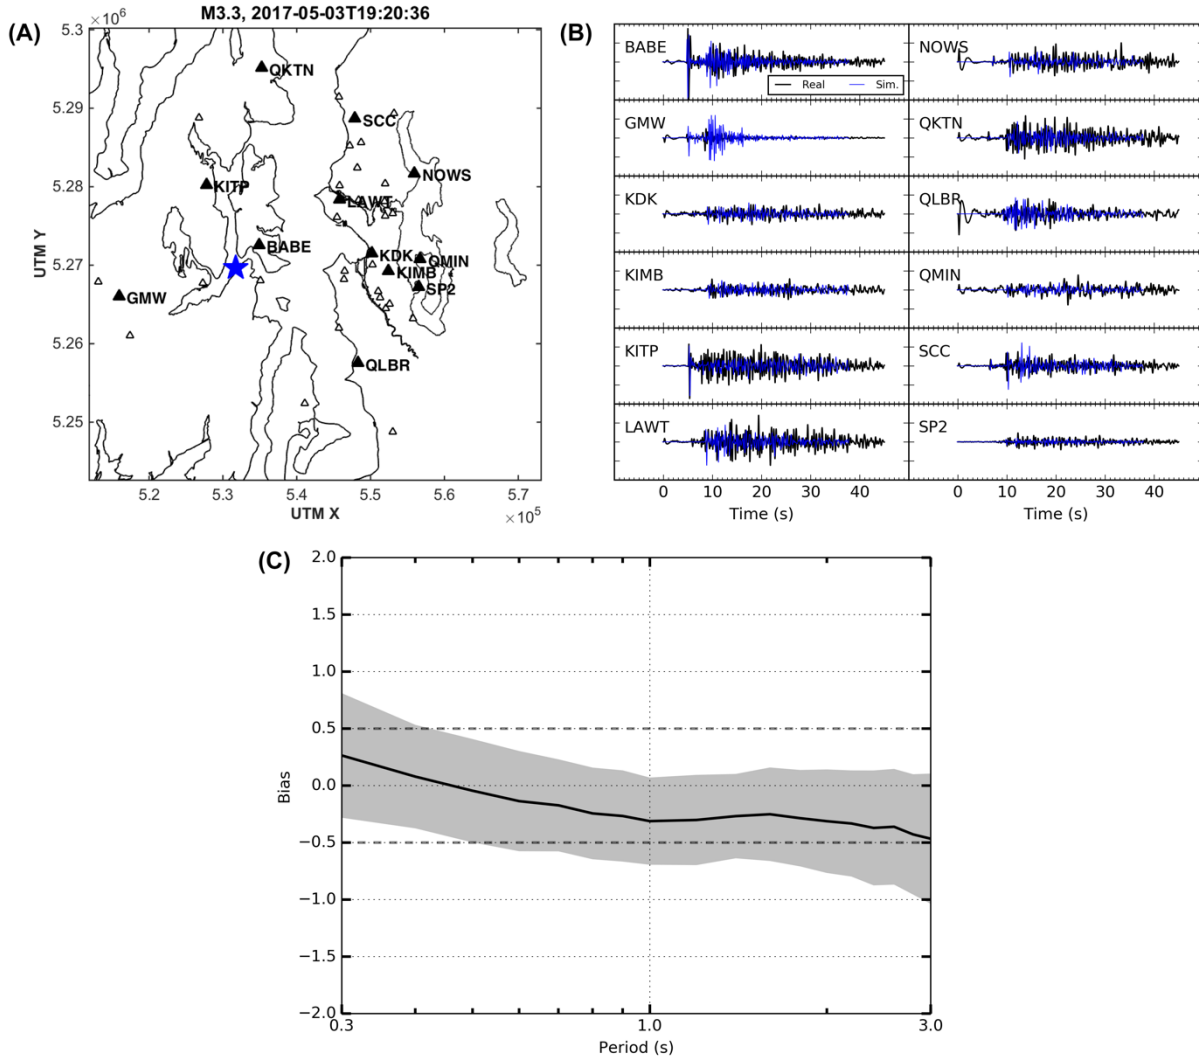 (A)
M3.3, 2017-05-03T19:20:36
× 10⁶
5.3
5.29
5.28
5.27
5.26
5.25
UTM Y
QKTN
SCC
NOWS
KITP
LAWT
BABE
KDK
QMIN
KIMB
SP2
GMW
QLBR
5.2
5.3
5.4
5.5
5.6
5.7
UTM X
× 10⁵
(B)
BABE
Real
Sim.
NOWS
GMW
QKTN
KDK
QLBR
KIMB
QMIN
KITP
SCC
LAWT
SP2
0 10 20 30 40
0 10 20 30 40
Time (s)
Time (s)
(C)
2.0
1.5
1.0
0.5
0.0
−0.5
−1.0
−1.5
−2.0
Bias
0.3
1.0
3.0
Period (s)